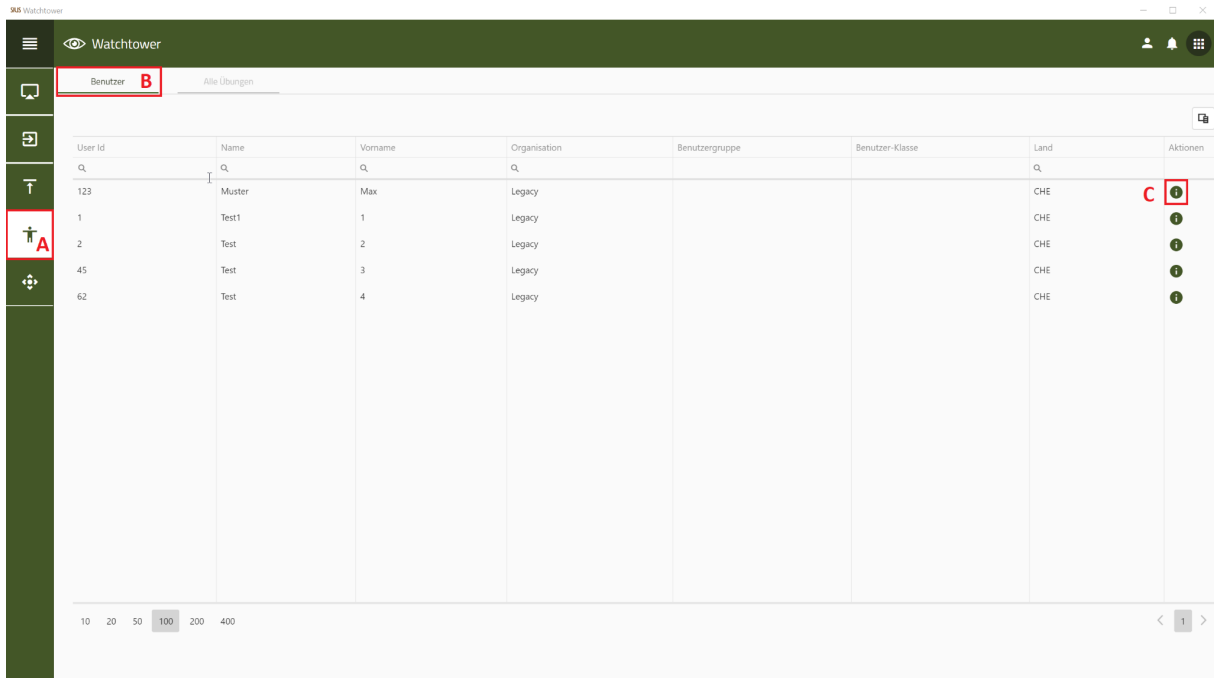 SIUS Watchtower
Watchtower
Benutzer B Alle Übungen
User Id Name Vorname Organisation Benutzergruppe Benutzer-Klasse Land Aktionen
123 Muster Max Legacy CHE C
1 Test1 1 Legacy CHE
A
2 Test 2 Legacy CHE
45 Test 3 Legacy CHE
62 Test 4 Legacy CHE
10 20 50 100 200 400 1